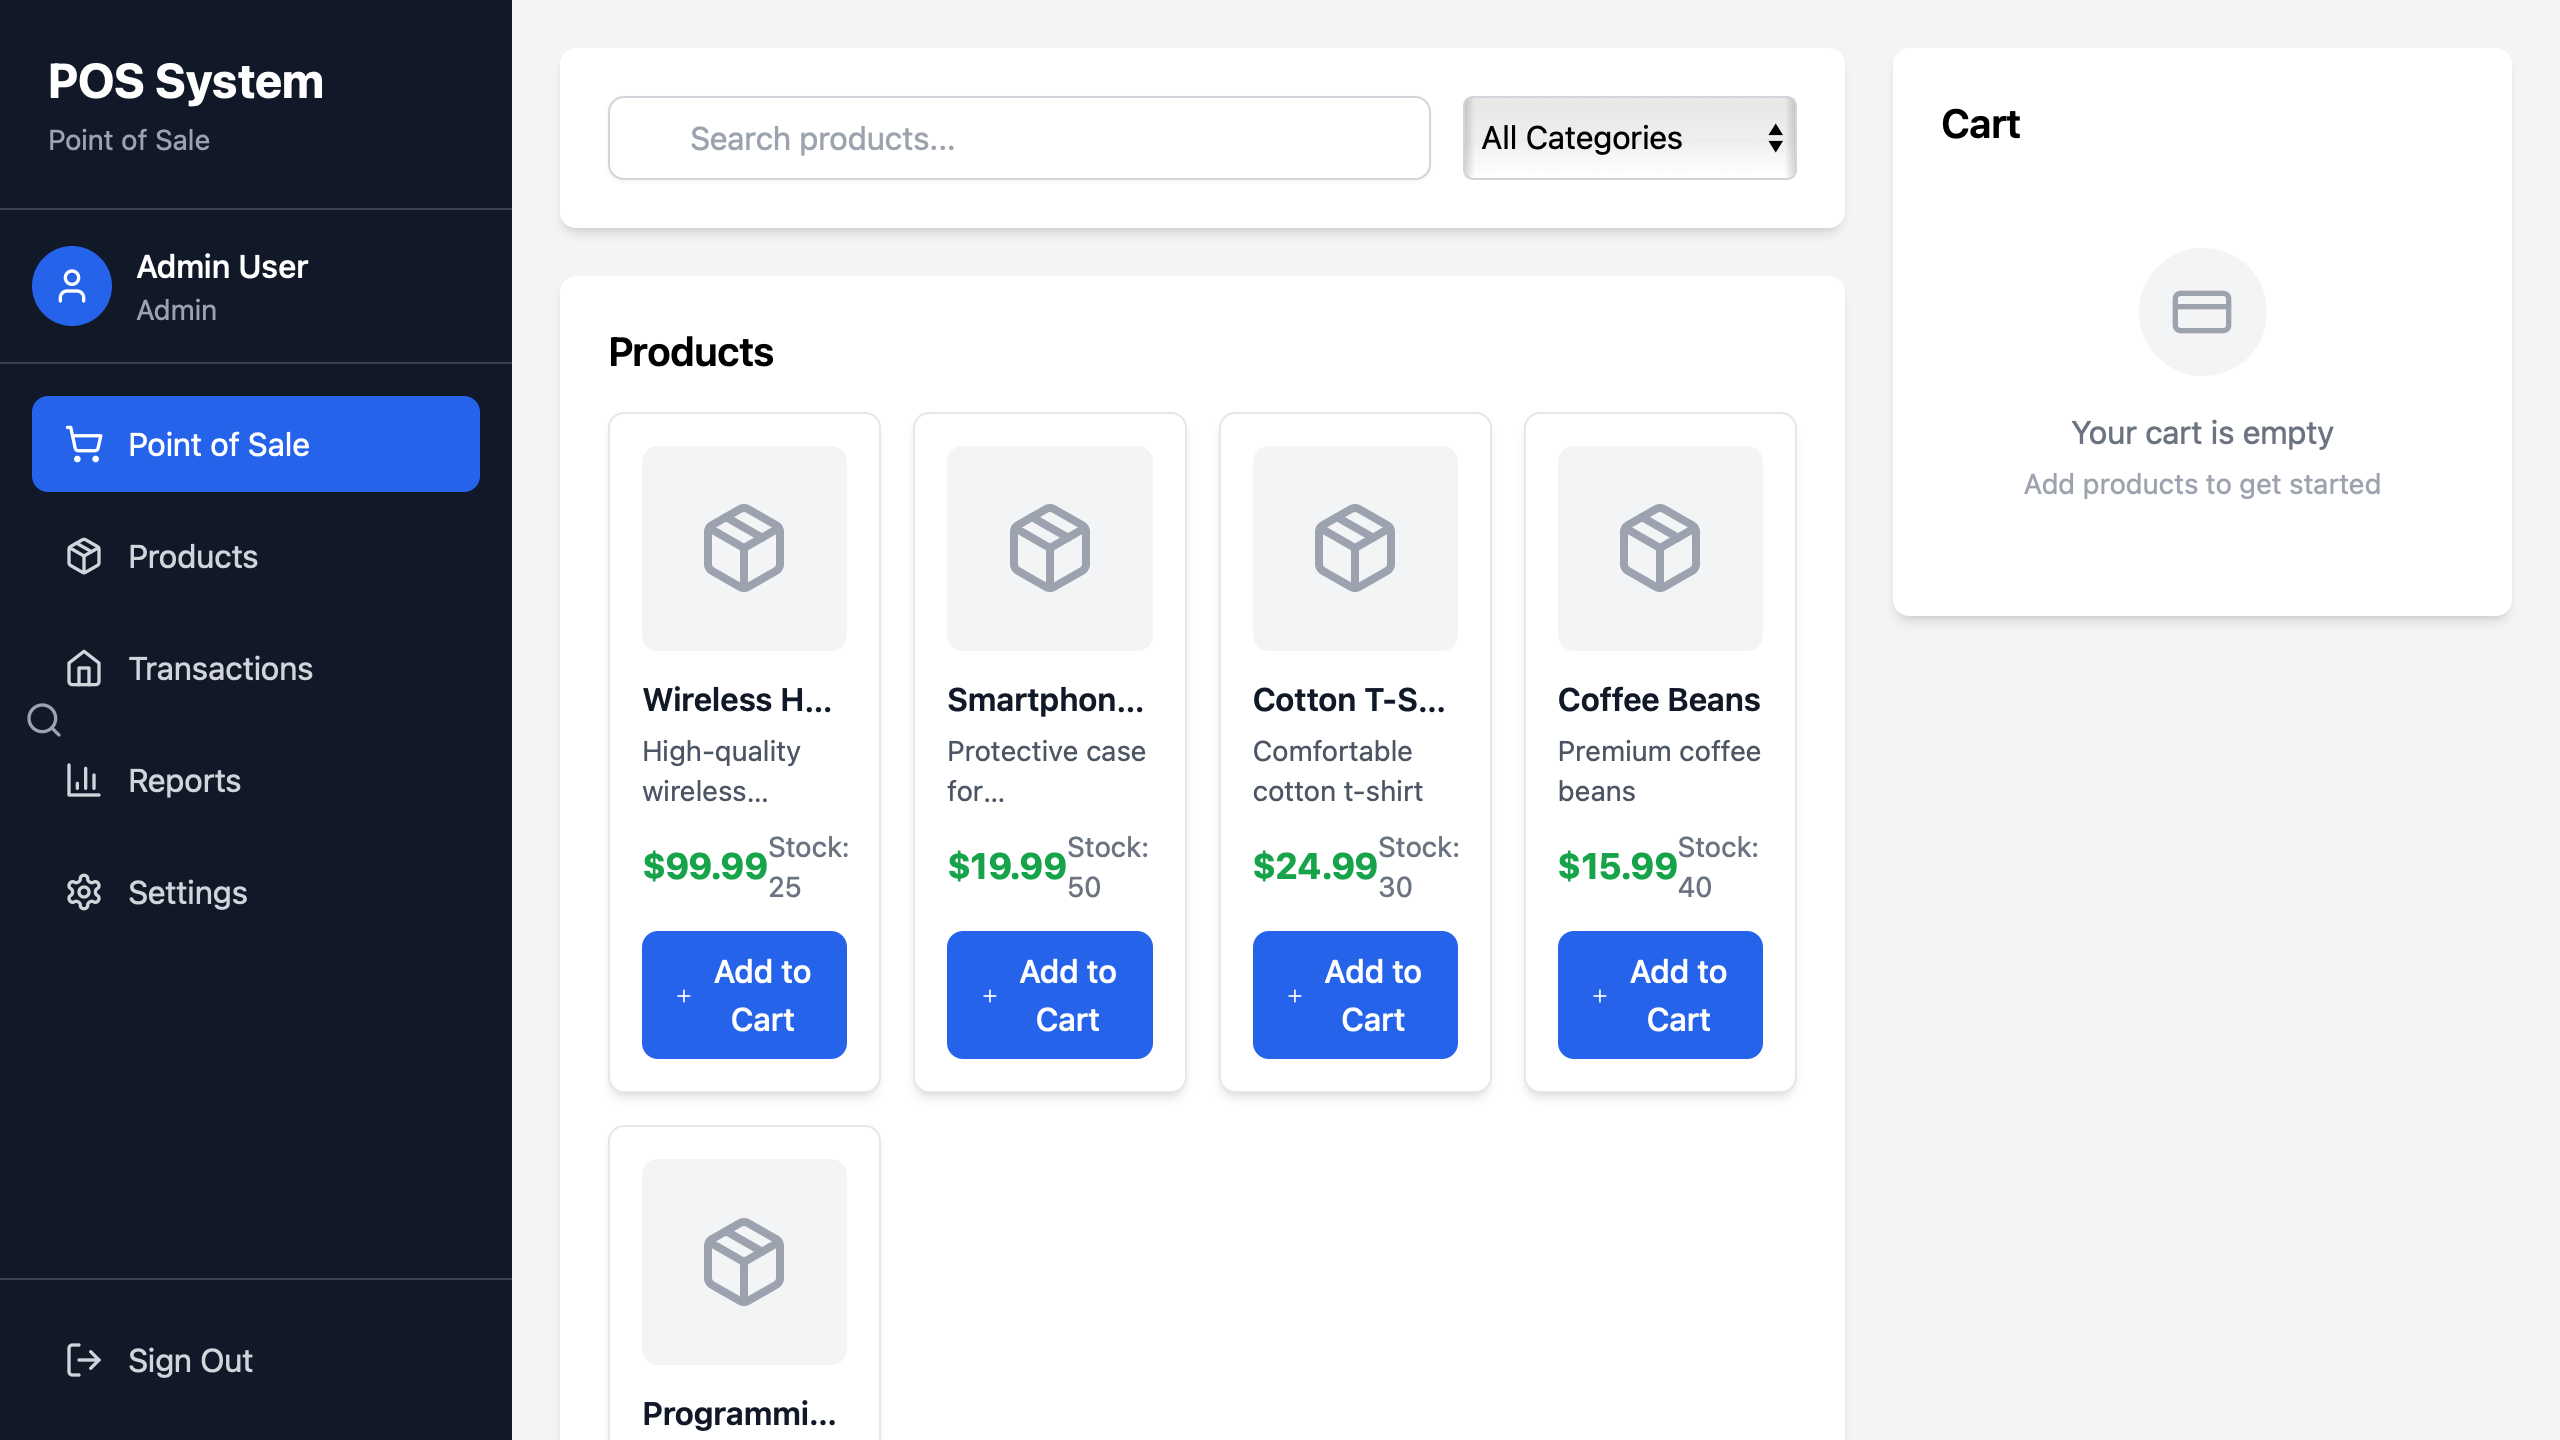 POS System
Point of Sale
Admin User
Admin
Point of Sale
Products
Transactions
Reports
Settings
Sign Out
Search products...
All Categories
Products
Wireless H...
High-quality
wireless...
$99.99
Stock:
25
+ Add to
Cart
Smartphon...
Protective case
for...
$19.99
Stock:
50
+ Add to
Cart
Cotton T-S...
Comfortable
cotton t-shirt
$24.99
Stock:
30
+ Add to
Cart
Coffee Beans
Premium coffee
beans
$15.99
Stock:
40
+ Add to
Cart
Programmi...
Cart
Your cart is empty
Add products to get started